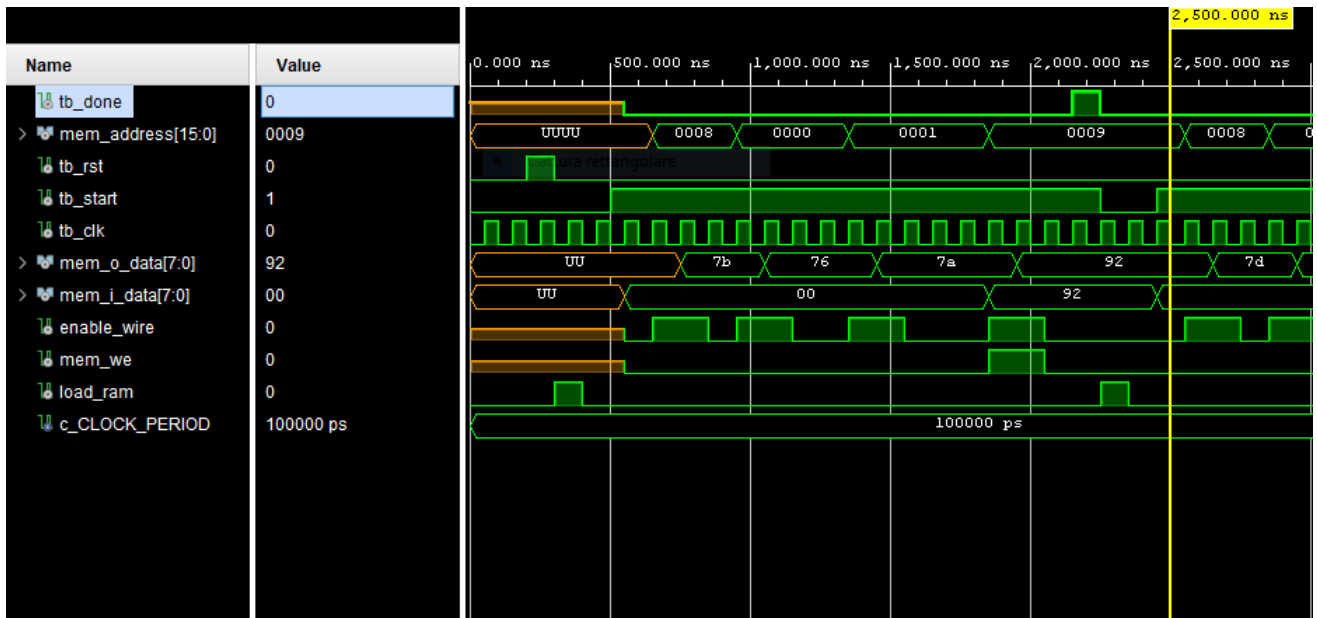 2,500.000 ns
Name Value 0.000 ns 500.000 ns 1,000.000 ns 1,500.000 ns 2,000.000 ns 2,500.000 ns
tb_done 0
mem_address[15:0] 0009 UUUU 0008 0000 0001 0009 0008 0
tb_rst 0 ura rettangolare
tb_start 1
tb_clk 0
mem_o_data[7:0] 92 UU 7b 76 7a 92 7d
mem_i_data[7:0] 00 UU 00 92
enable_wire 0
mem_we 0
load_ram 0
c_CLOCK_PERIOD 100000 ps 100000 ps